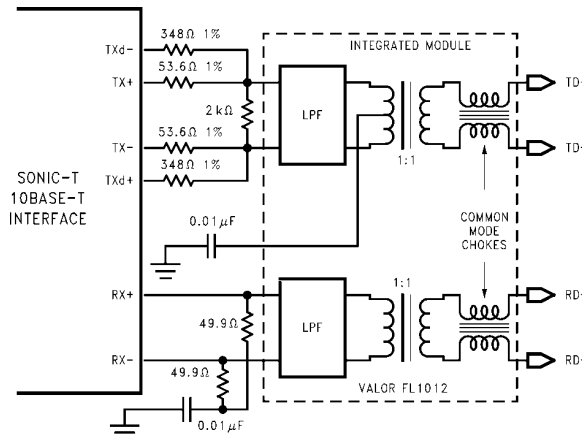 348Ω 1%
TXd-
53.6Ω 1%
TX+
2kΩ
53.6Ω 1%
TX-
348Ω 1%
TXd+
SONIC-T
10BASE-T
INTERFACE
0.01µF
INTEGRATED MODULE
LPF
1:1
TD-
TD-
COMMON
MODE
CHOKES
RX+
49.9Ω
RX-
49.9Ω
0.01µF
LPF
1:1
RD-
RD-
VALOR FL1012